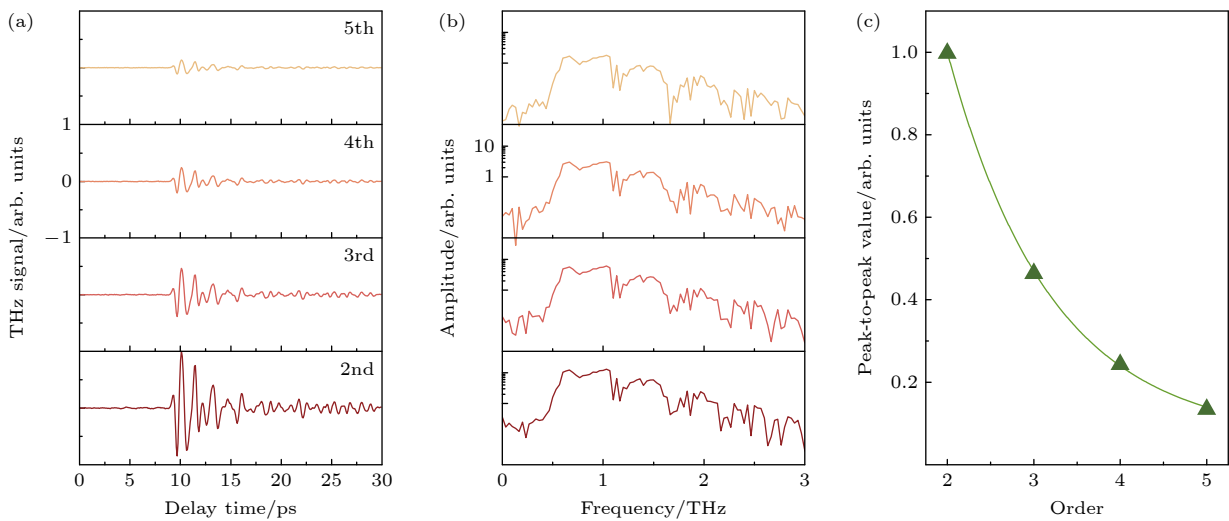 (a)
5th
1
4th
0
−1
3rd
2nd
0 5 10 15 20 25 30
Delay time/ps
THz signal/arb. units
(b)
10
1
0 1 2 3
Frequency/THz
Amplitude/arb. units
(c)
1.0
0.8
0.6
0.4
0.2
2 3 4 5
Order
Peak-to-peak value/arb. units